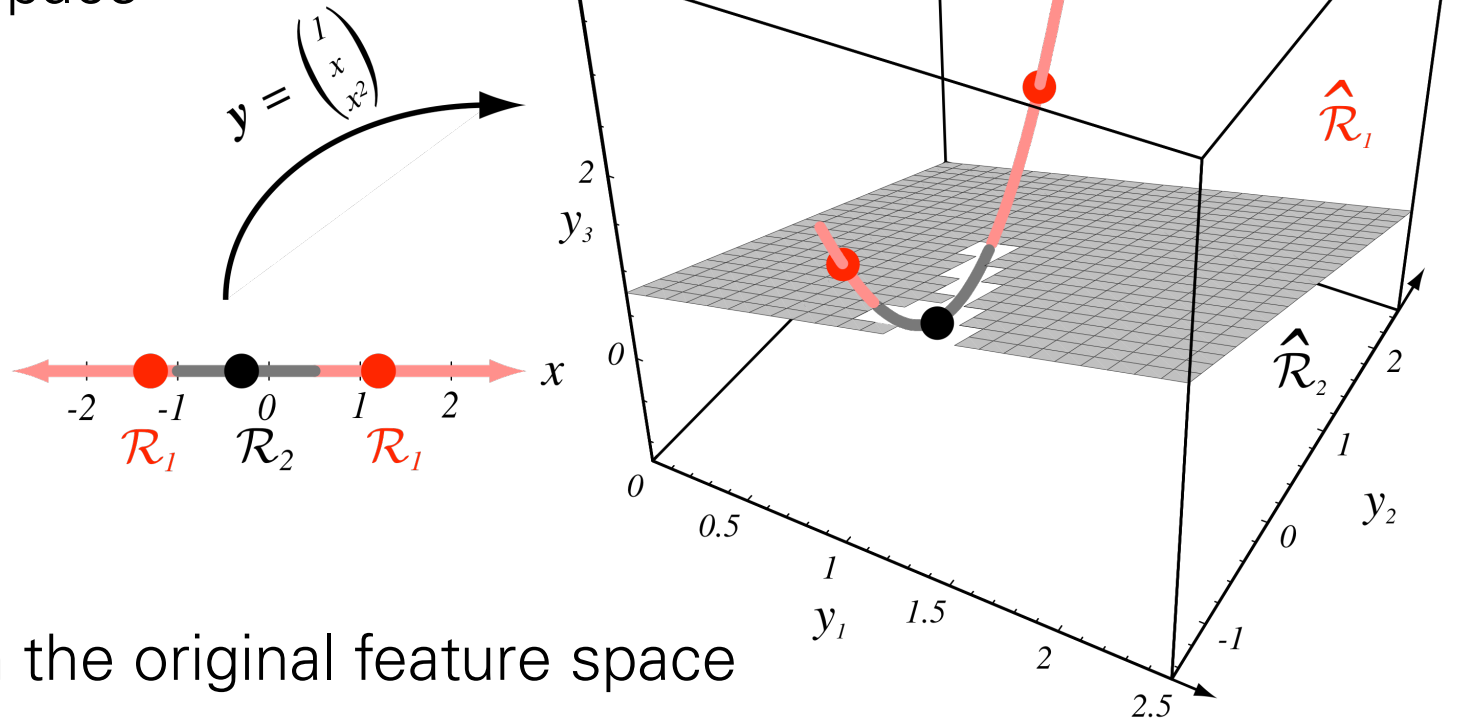 y = (1 x x²)
x
-2 -1 0 1 2
R₁ R₂ R₁
2
y₃
0
R̂₁
R̂₂
0
0.5
1
1.5
2
2.5
y₁
2
1
0
-1
y₂
the original feature space